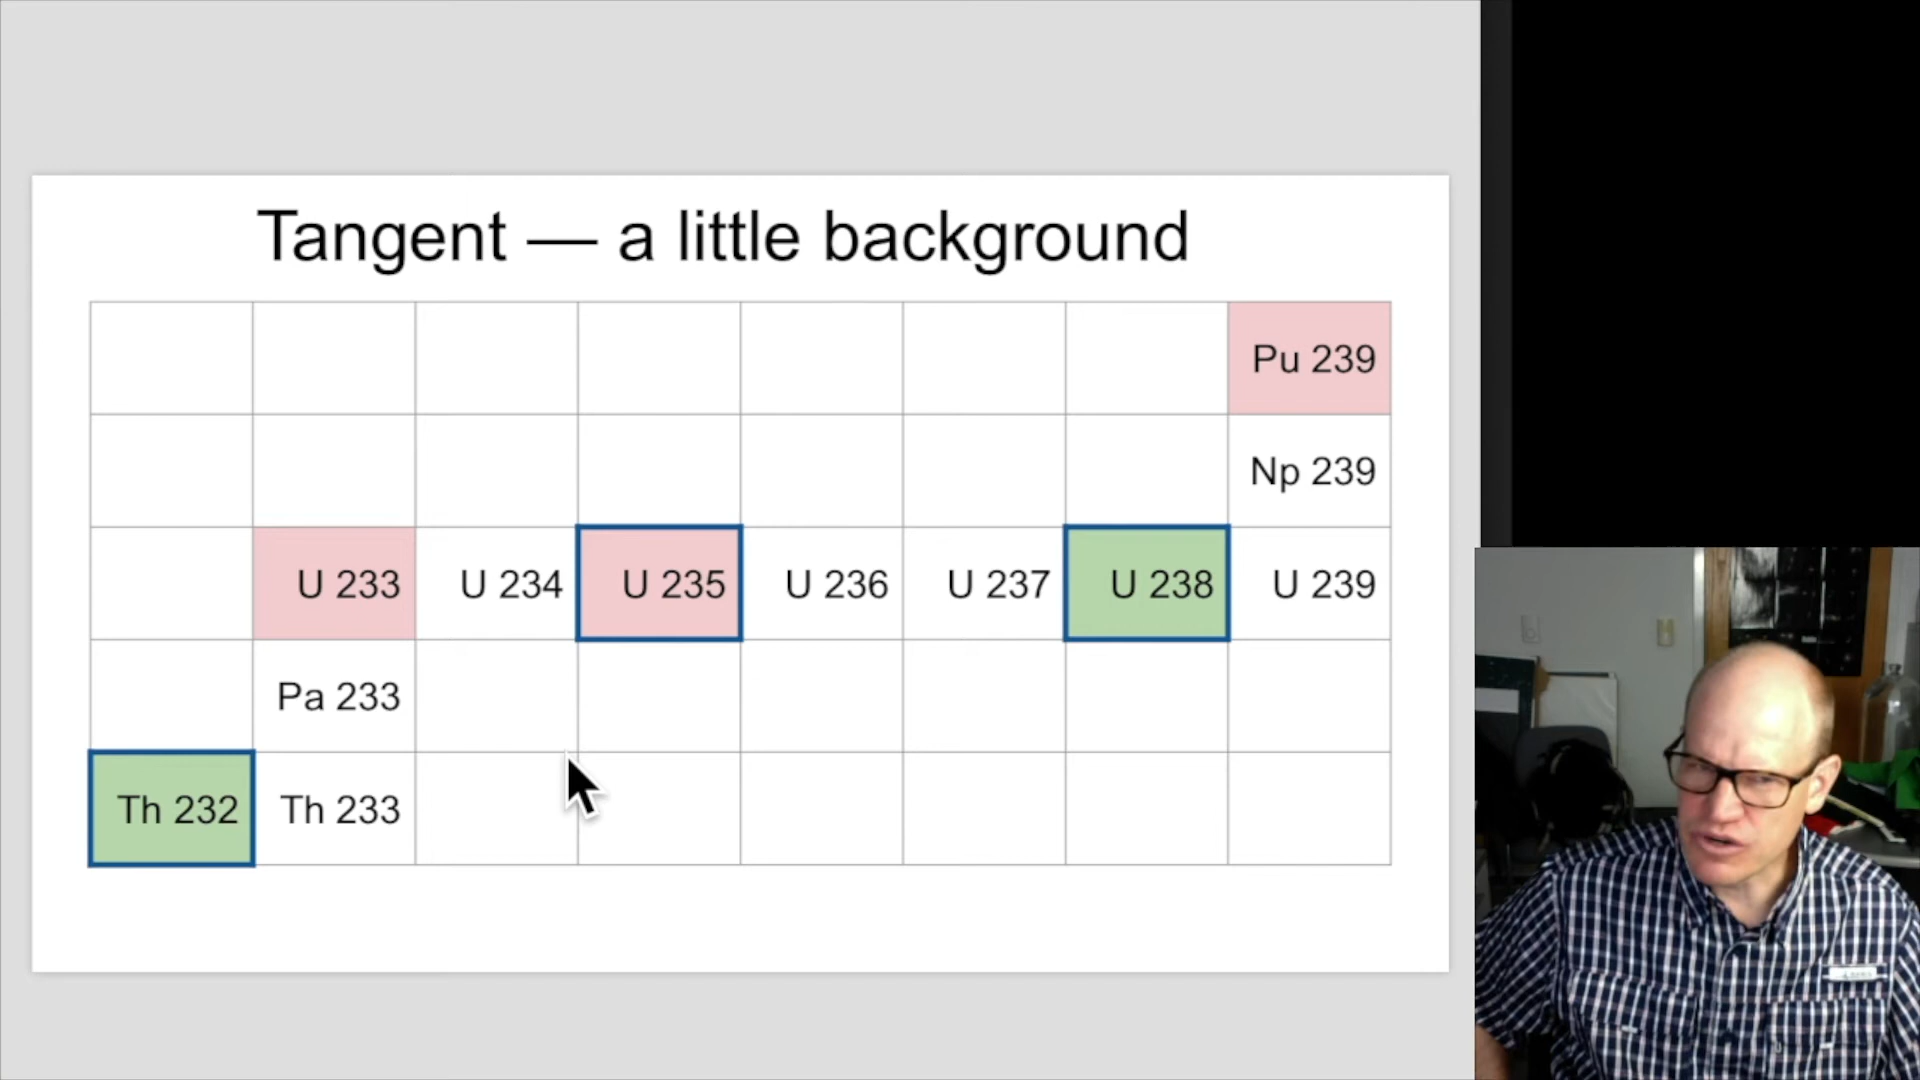 Tangent — a little background
Pu 239
Np 239
U 233 U 234 U 235 U 236 U 237 U 238 U 239
Pa 233
Th 232 Th 233